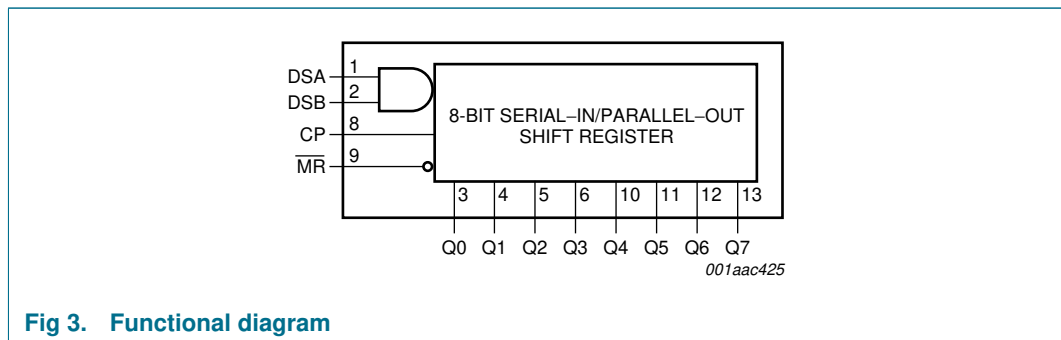 DSA 1
DSB 2
CP 8
MR 9
8-BIT SERIAL–IN/PARALLEL–OUT
SHIFT REGISTER
3 4 5 6 10 11 12 13
Q0 Q1 Q2 Q3 Q4 Q5 Q6 Q7
001aac425
Fig 3. Functional diagram